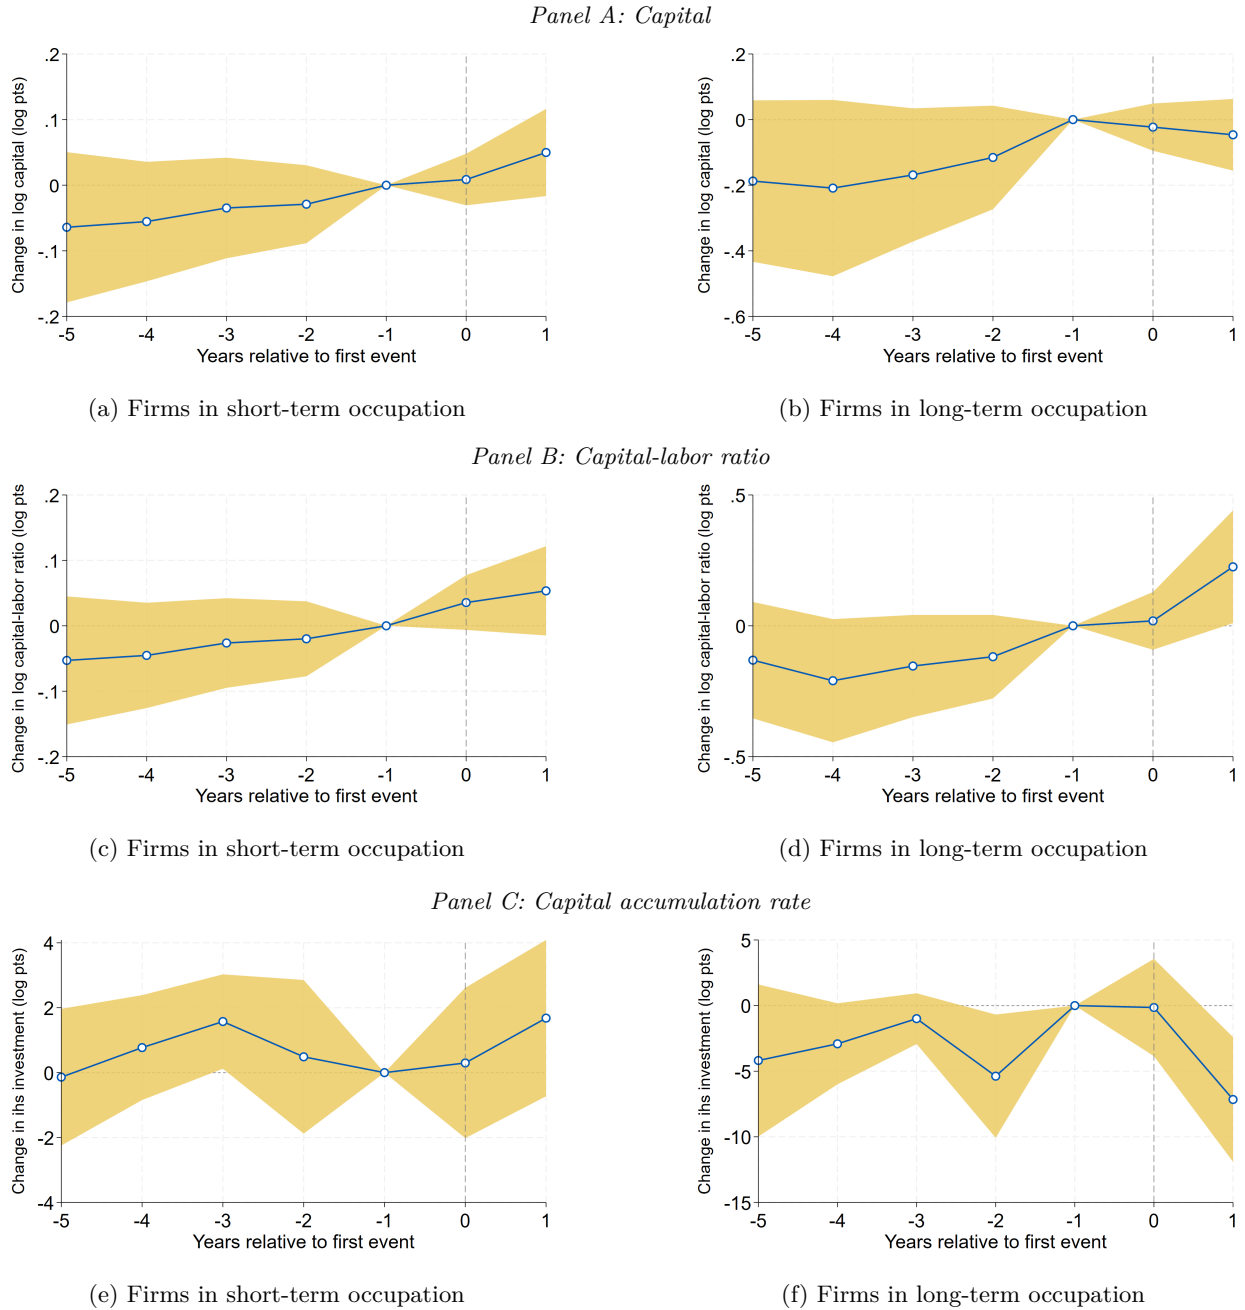 Panel A: Capital
Change in log capital (log pts)
.2
.1
0
-.1
-.2
-5 -4 -3 -2 -1 0 1
Years relative to first event
(a) Firms in short-term occupation
Change in log capital (log pts)
.2
0
-.2
-.4
-.6
-5 -4 -3 -2 -1 0 1
Years relative to first event
(b) Firms in long-term occupation
Panel B: Capital-labor ratio
Change in log capital-labor ratio (log pts
.2
.1
0
-.1
-.2
-5 -4 -3 -2 -1 0 1
Years relative to first event
(c) Firms in short-term occupation
Change in log capital-labor ratio (log pts
.5
0
-.5
-5 -4 -3 -2 -1 0 1
Years relative to first event
(d) Firms in long-term occupation
Panel C: Capital accumulation rate
Change in ihs investment (log pts)
4
2
0
-2
-4
-5 -4 -3 -2 -1 0 1
Years relative to first event
(e) Firms in short-term occupation
Change in ihs investment (log pts)
5
0
-5
-10
-15
-5 -4 -3 -2 -1 0 1
Years relative to first event
(f) Firms in long-term occupation